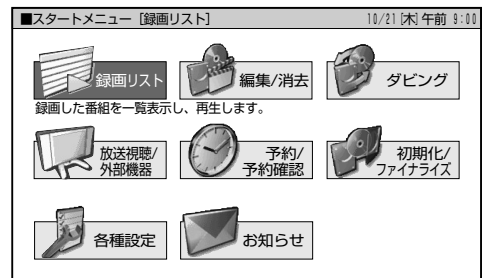 ■スタートメニュー［録画リスト］ 10/21[木]午前 9:00
録画リスト 編集/消去 ダビング
録画した番組を一覧表示し、再生します。
放送視聴/ 予約/ 初期化/
外部機器 予約確認 ファイナライズ
各種設定 お知らせ